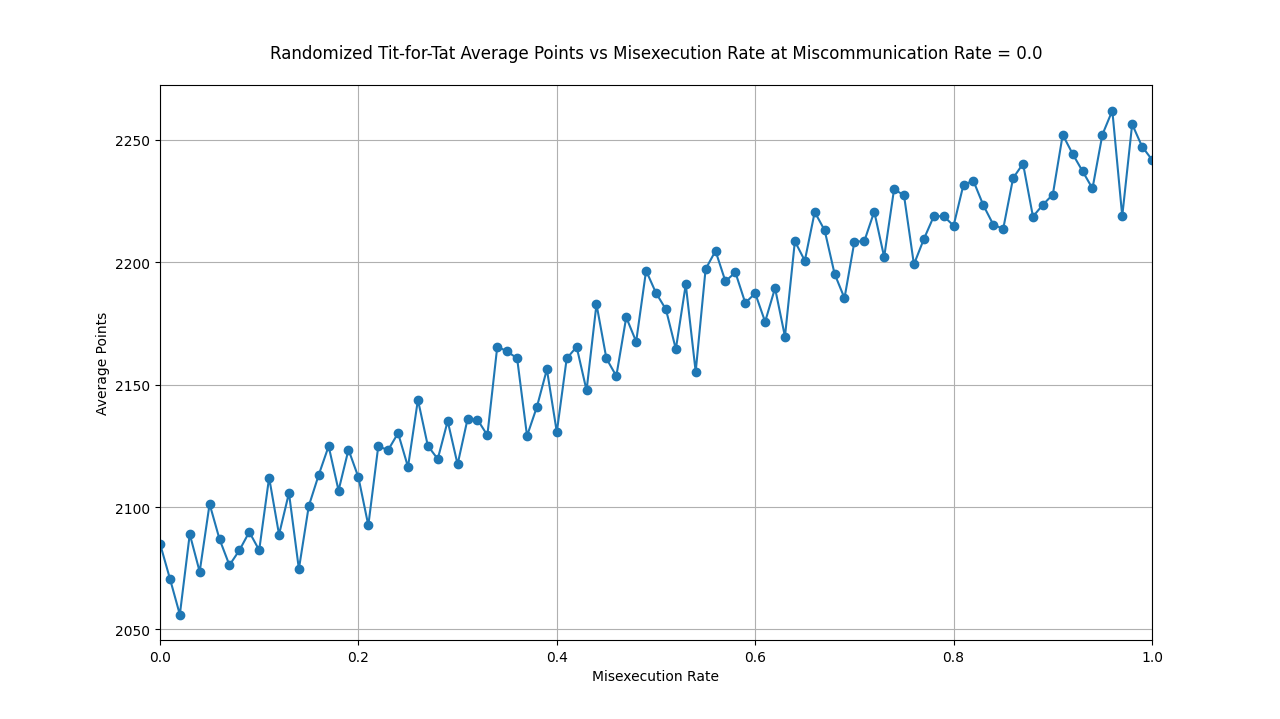 Randomized Tit-for-Tat Average Points vs Misexecution Rate at Miscommunication Rate = 0.0
2250
2200
2150
2100
2050
Average Points
0.0 0.2 0.4 0.6 0.8 1.0
Misexecution Rate